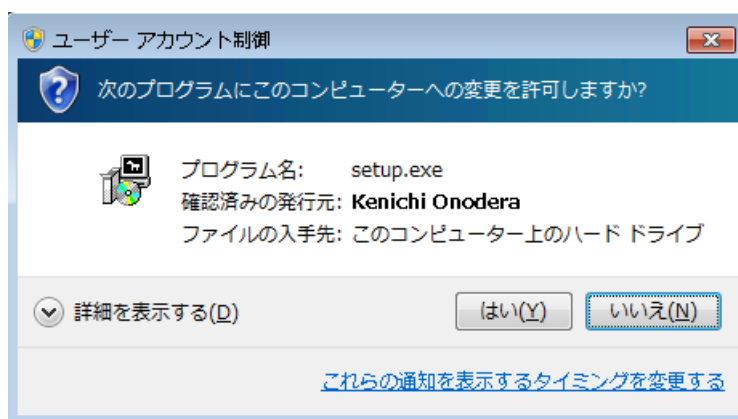 ユーザー アカウント制御
次のプログラムにこのコンピューターへの変更を許可しますか?
プログラム名: setup.exe
確認済みの発行元: Kenichi Onodera
ファイルの入手先: このコンピューター上のハード ドライブ
詳細を表示する(D) はい(Y) いいえ(N)
これらの通知を表示するタイミングを変更する